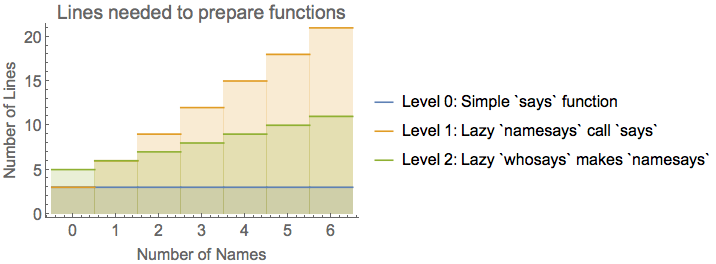 Lines needed to prepare functions
Number of Lines
20
15
10
5
0
0 1 2 3 4 5 6
Number of Names
Level 0: Simple `says` function
Level 1: Lazy `namesays` call `says`
Level 2: Lazy `whosays` makes `namesays`